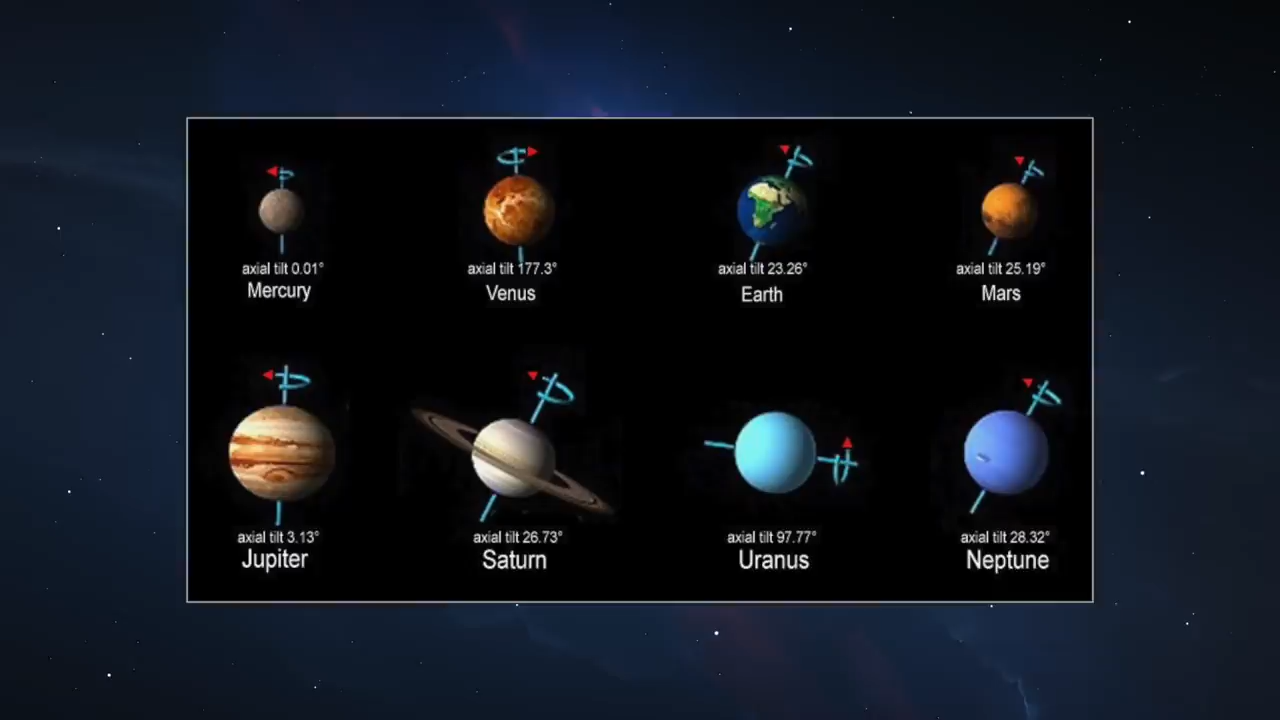 axial tilt 0.01°
Mercury
axial tilt 177.3°
Venus
axial tilt 23.26°
Earth
axial tilt 25.19°
Mars
axial tilt 3.13°
Jupiter
axial tilt 26.73°
Saturn
axial tilt 97.77°
Uranus
axial tilt 28.32°
Neptune